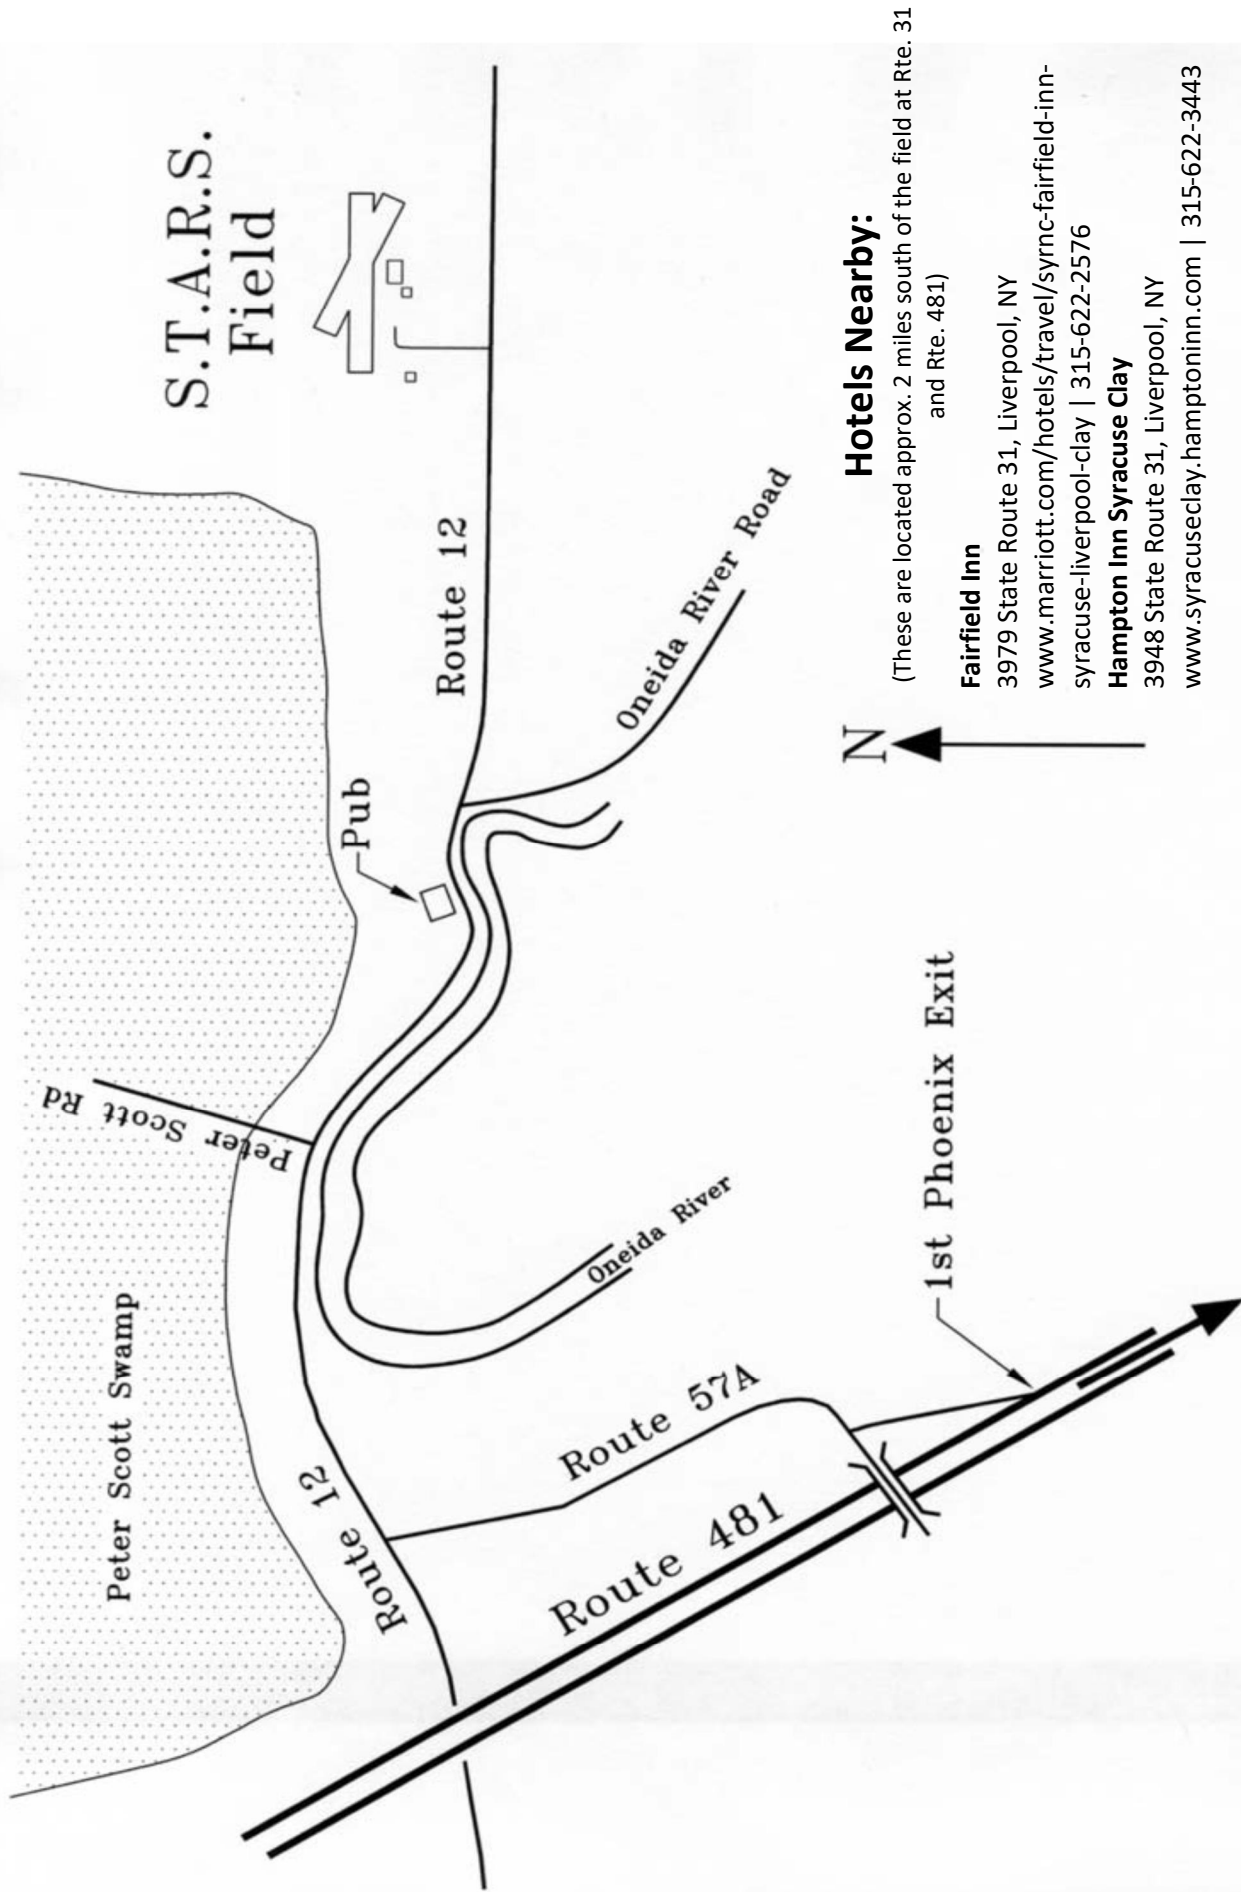 S.T.A.R.S.
Field
Peter Scott Swamp
Peter Scott Rd
Route 12
Pub
Route 12
Oneida River Road
Oneida River
Route 57A
Route 481
1st Phoenix Exit
N
Hotels Nearby:
(These are located approx. 2 miles south of the field at Rte. 31
and Rte. 481)
Fairfield Inn
3979 State Route 31, Liverpool, NY
www.marriott.com/hotels/travel/syrnc-fairfield-inn-
syracuse-liverpool-clay | 315-622-2576
Hampton Inn Syracuse Clay
3948 State Route 31, Liverpool, NY
www.syracuseclay.hamptoninn.com | 315-622-3443